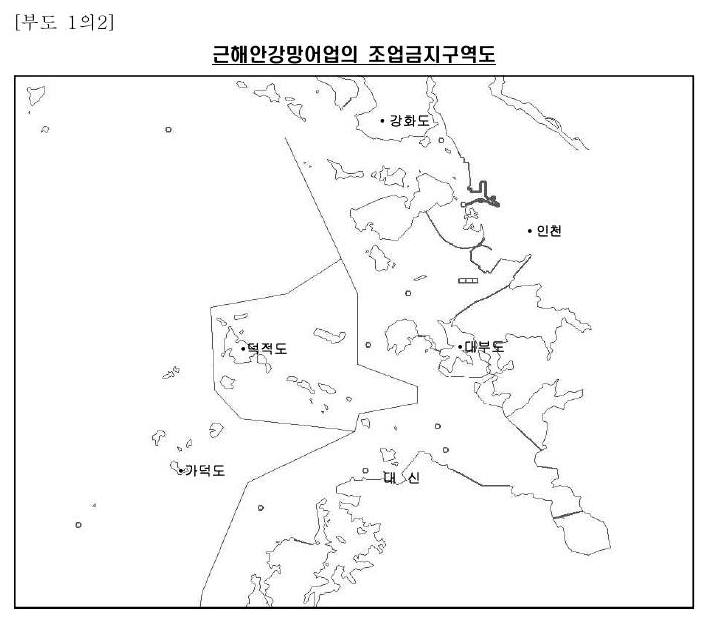 [부도 1의2]
근해안강망어업의 조업금지구역도
강화도
인천
덕적도
대부도
가덕도
대 신